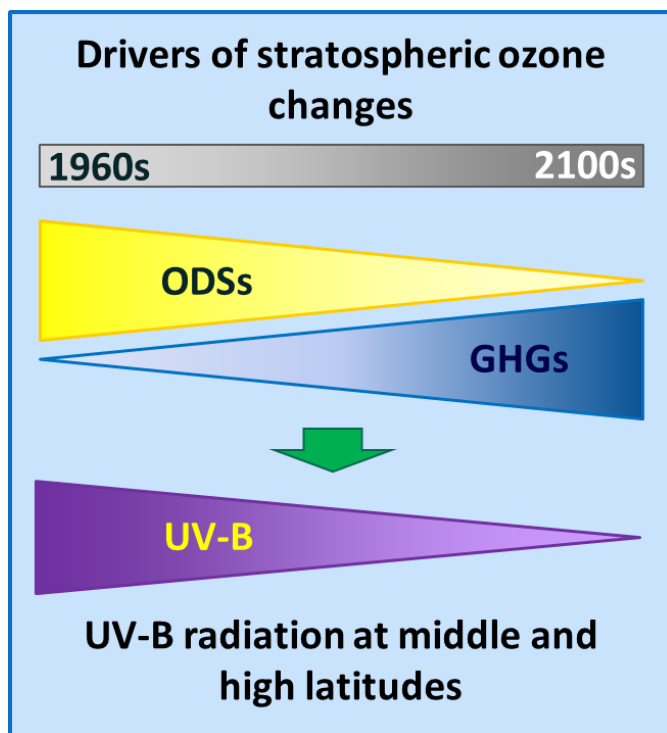 Drivers of stratospheric ozone
changes
1960s 2100s
ODSs
GHGs
UV-B
UV-B radiation at middle and
high latitudes